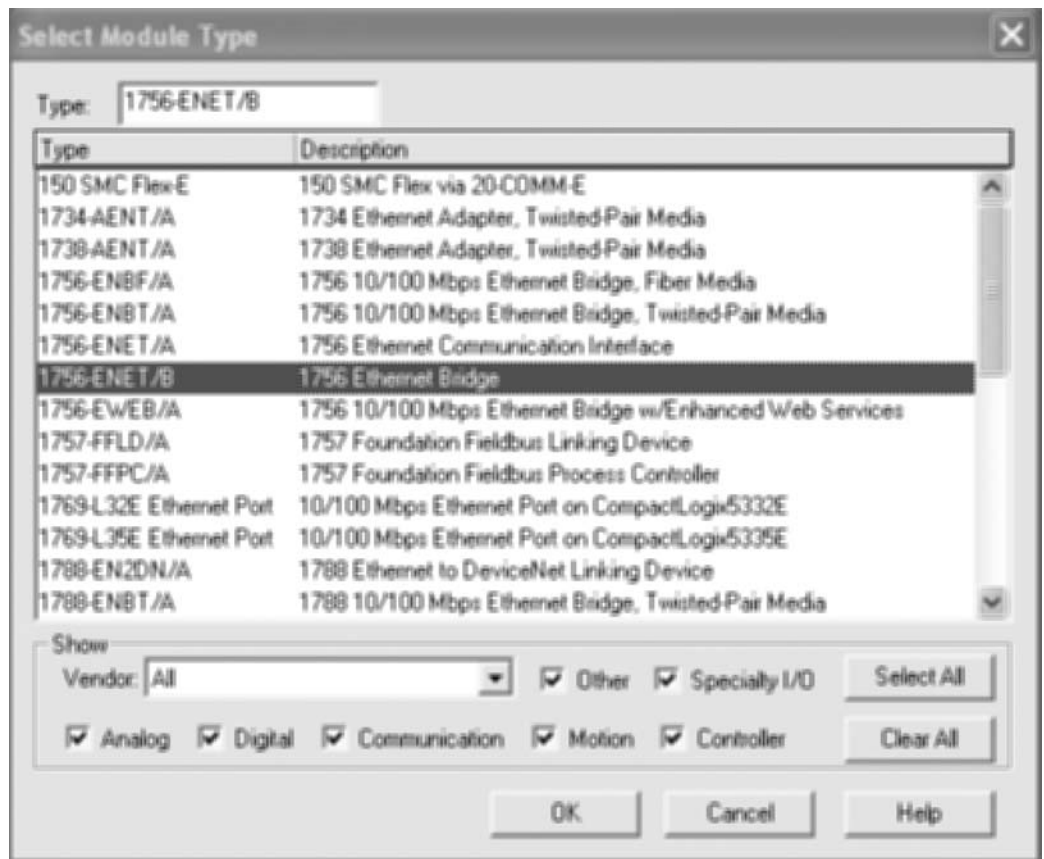 Select Module Type
Type: 1756-ENET/B
Type Description
150 SMC Flex-E 150 SMC Flex via 20-COMM-E
1734-AENT/A 1734 Ethernet Adapter, Twisted-Pair Media
1738-AENT/A 1738 Ethernet Adapter, Twisted-Pair Media
1756-ENBF/A 1756 10/100 Mbps Ethernet Bridge, Fiber Media
1756-ENBT/A 1756 10/100 Mbps Ethernet Bridge, Twisted-Pair Media
1756-ENET/A 1756 Ethernet Communication Interface
1756-ENET/B 1756 Ethernet Bridge
1756-EWEB/A 1756 10/100 Mbps Ethernet Bridge w/Enhanced Web Services
1757-FFLD/A 1757 Foundation Fieldbus Linking Device
1757-FFPC/A 1757 Foundation Fieldbus Process Controller
1769-L32E Ethernet Port 10/100 Mbps Ethernet Port on CompactLogix5332E
1769-L35E Ethernet Port 10/100 Mbps Ethernet Port on CompactLogix5335E
1788-EN2DN/A 1788 Ethernet to DeviceNet Linking Device
1788-ENBT/A 1788 10/100 Mbps Ethernet Bridge, Twisted-Pair Media
Show
Vendor: All Other Specialty I/O Select All
Analog Digital Communication Motion Controller Clear All
OK Cancel Help